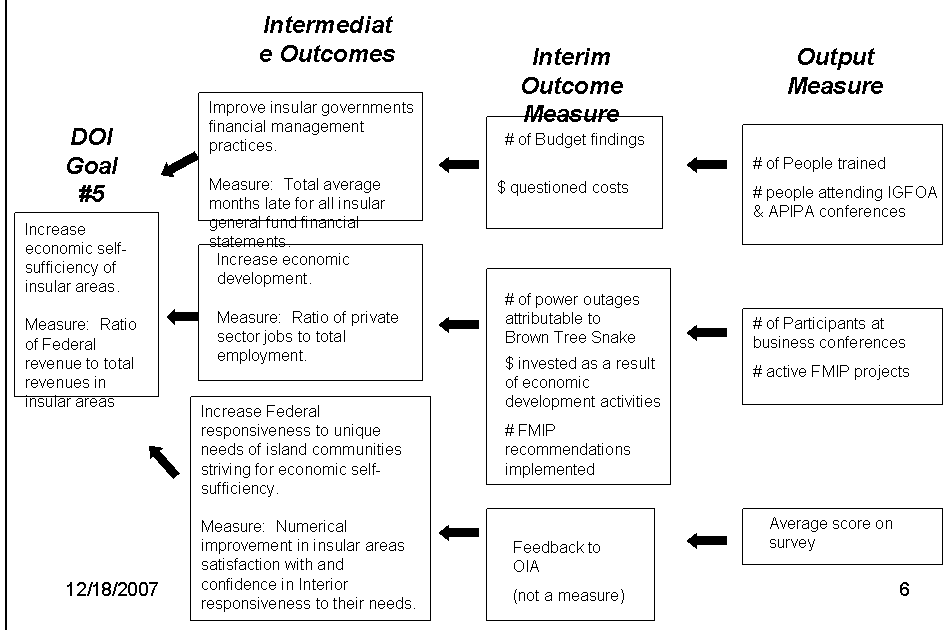 DOI
Goal
#5
Increase
economic self-
sufficiency of
insular areas.
Measure: Ratio
of Federal
revenue to total
revenues in
insular areas
Intermediat
e Outcomes
Improve insular governments
financial management
practices.
Measure: Total average
months late for all insular
general fund financial
statements.
Increase economic
development.
Measure: Ratio of private
sector jobs to total
employment.
Increase Federal
responsiveness to unique
needs of island communities
striving for economic self-
sufficiency.
Measure: Numerical
improvement in insular areas
satisfaction with and
confidence in Interior
responsiveness to their needs.
Interim
Outcome
Measure
# of Budget findings
$ questioned costs
# of power outages
attributable to
Brown Tree Snake
$ invested as a result
of economic
development activities
# FMIP
recommendations
implemented
Feedback to
OIA
(not a measure)
Output
Measure
# of People trained
# people attending IGFOA
& APIPA conferences
# of Participants at
business conferences
# active FMIP projects
Average score on
survey
12/18/2007
6